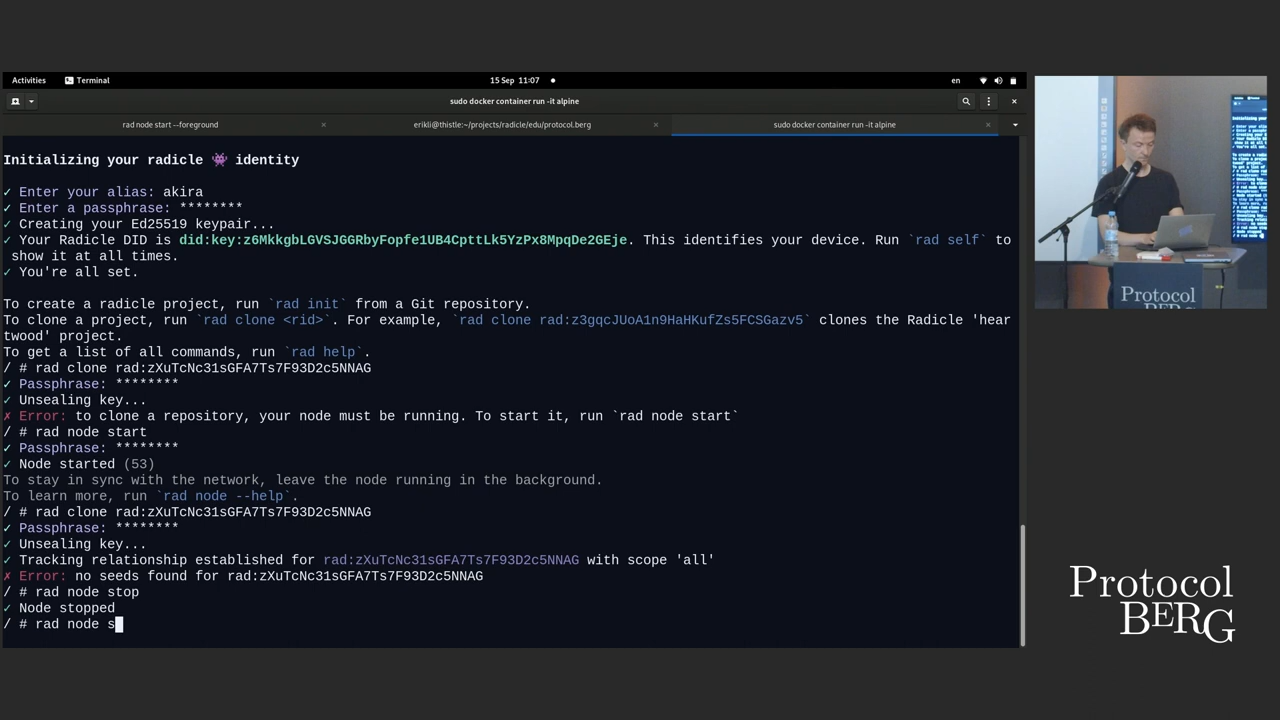 Activities
Terminal
15 Sep 11:07
en
sudo docker container run -it alpine
rad node start --foreground
erikli@thistle:~/projects/radicle/edu/protocol.berg
sudo docker container run -it alpine
Initializing your radicle 👾 identity
✓ Enter your alias: akira
✓ Enter a passphrase: ********
✓ Creating your Ed25519 keypair...
✓ Your Radicle DID is did:key:z6MkkgbLGVSJGGRbyFopfe1UB4CpttLk5YzPx8MpqDe2GEje. This identifies your device. Run `rad self` to
show it at all times.
✓ You're all set.
To create a radicle project, run `rad init` from a Git repository.
To clone a project, run `rad clone <rid>`. For example, `rad clone rad:z3gqcJUoA1n9HaHKufZs5FCSGazv5` clones the Radicle 'hear
twood' project.
To get a list of all commands, run `rad help`.
/ # rad clone rad:zXuTcNc31sGFA7Ts7F93D2c5NNAG
✓ Passphrase: ********
✓ Unsealing key...
✗ Error: to clone a repository, your node must be running. To start it, run `rad node start`
/ # rad node start
✓ Passphrase: ********
✓ Node started (53)
To stay in sync with the network, leave the node running in the background.
To learn more, run `rad node --help`.
/ # rad clone rad:zXuTcNc31sGFA7Ts7F93D2c5NNAG
✓ Passphrase: ********
✓ Unsealing key...
✓ Tracking relationship established for rad:zXuTcNc31sGFA7Ts7F93D2c5NNAG with scope 'all'
✗ Error: no seeds found for rad:zXuTcNc31sGFA7Ts7F93D2c5NNAG
/ # rad node stop
✓ Node stopped
/ # rad node s
Protocol
Protocol
BERG